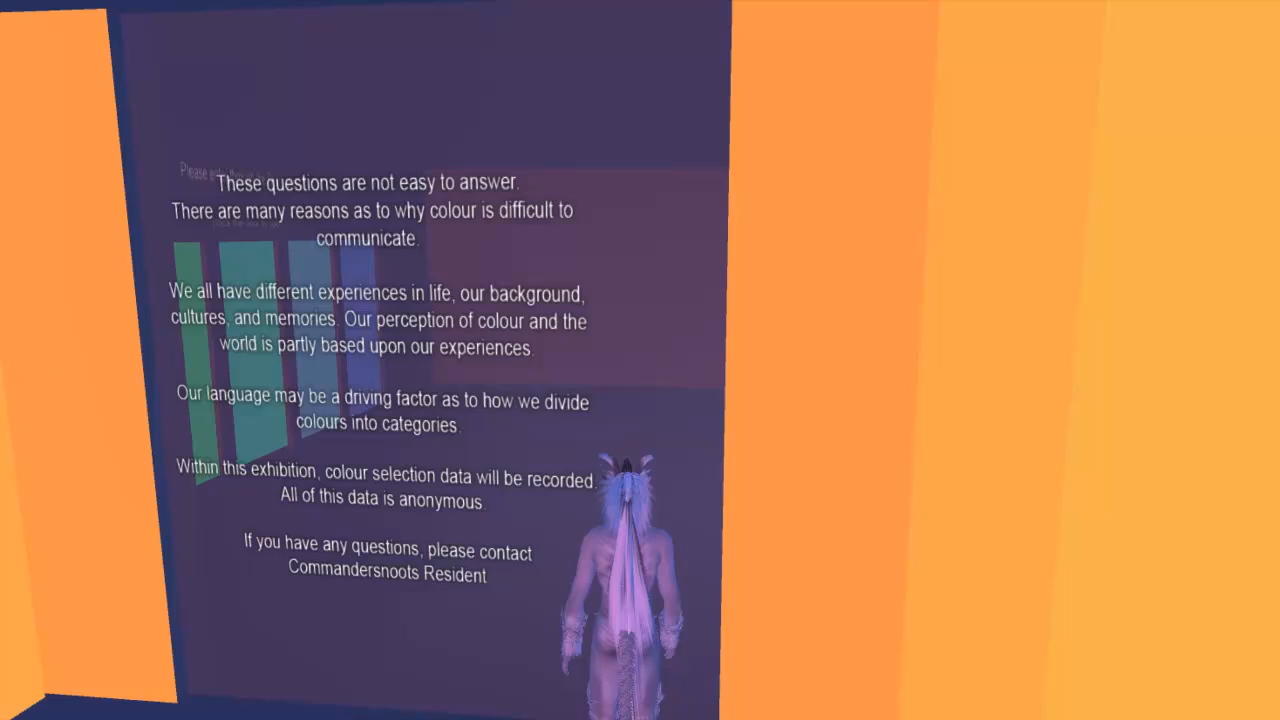 Please
These questions are not easy to answer.
There are many reasons as to why colour is difficult to
communicate.
We all have different experiences in life, our background,
cultures, and memories. Our perception of colour and the
world is partly based upon our experiences.
Our language may be a driving factor as to how we divide
colours into categories.
Within this exhibition, colour selection data will be recorded.
All of this data is anonymous.
If you have any questions, please contact
Commandersnoots Resident